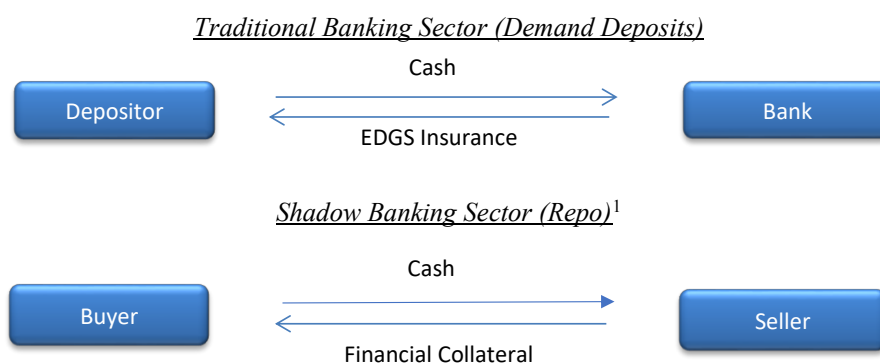 Traditional Banking Sector (Demand Deposits)
Cash
Depositor
Bank
EDGS Insurance
Shadow Banking Sector (Repo)1
Cash
Buyer
Seller
Financial Collateral